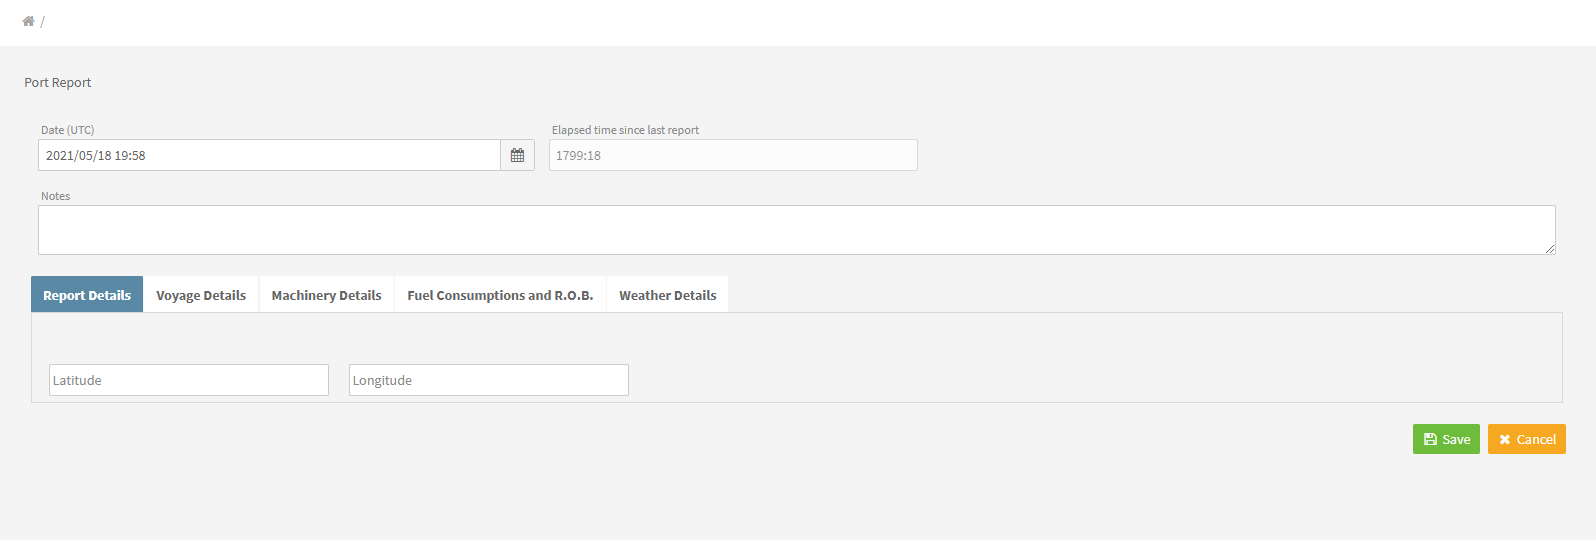 /
Port Report
Date (UTC) Elapsed time since last report
2021/05/18 19:58 1799:18
Notes
Report Details Voyage Details Machinery Details Fuel Consumptions and R.O.B. Weather Details
Latitude Longitude
Save Cancel